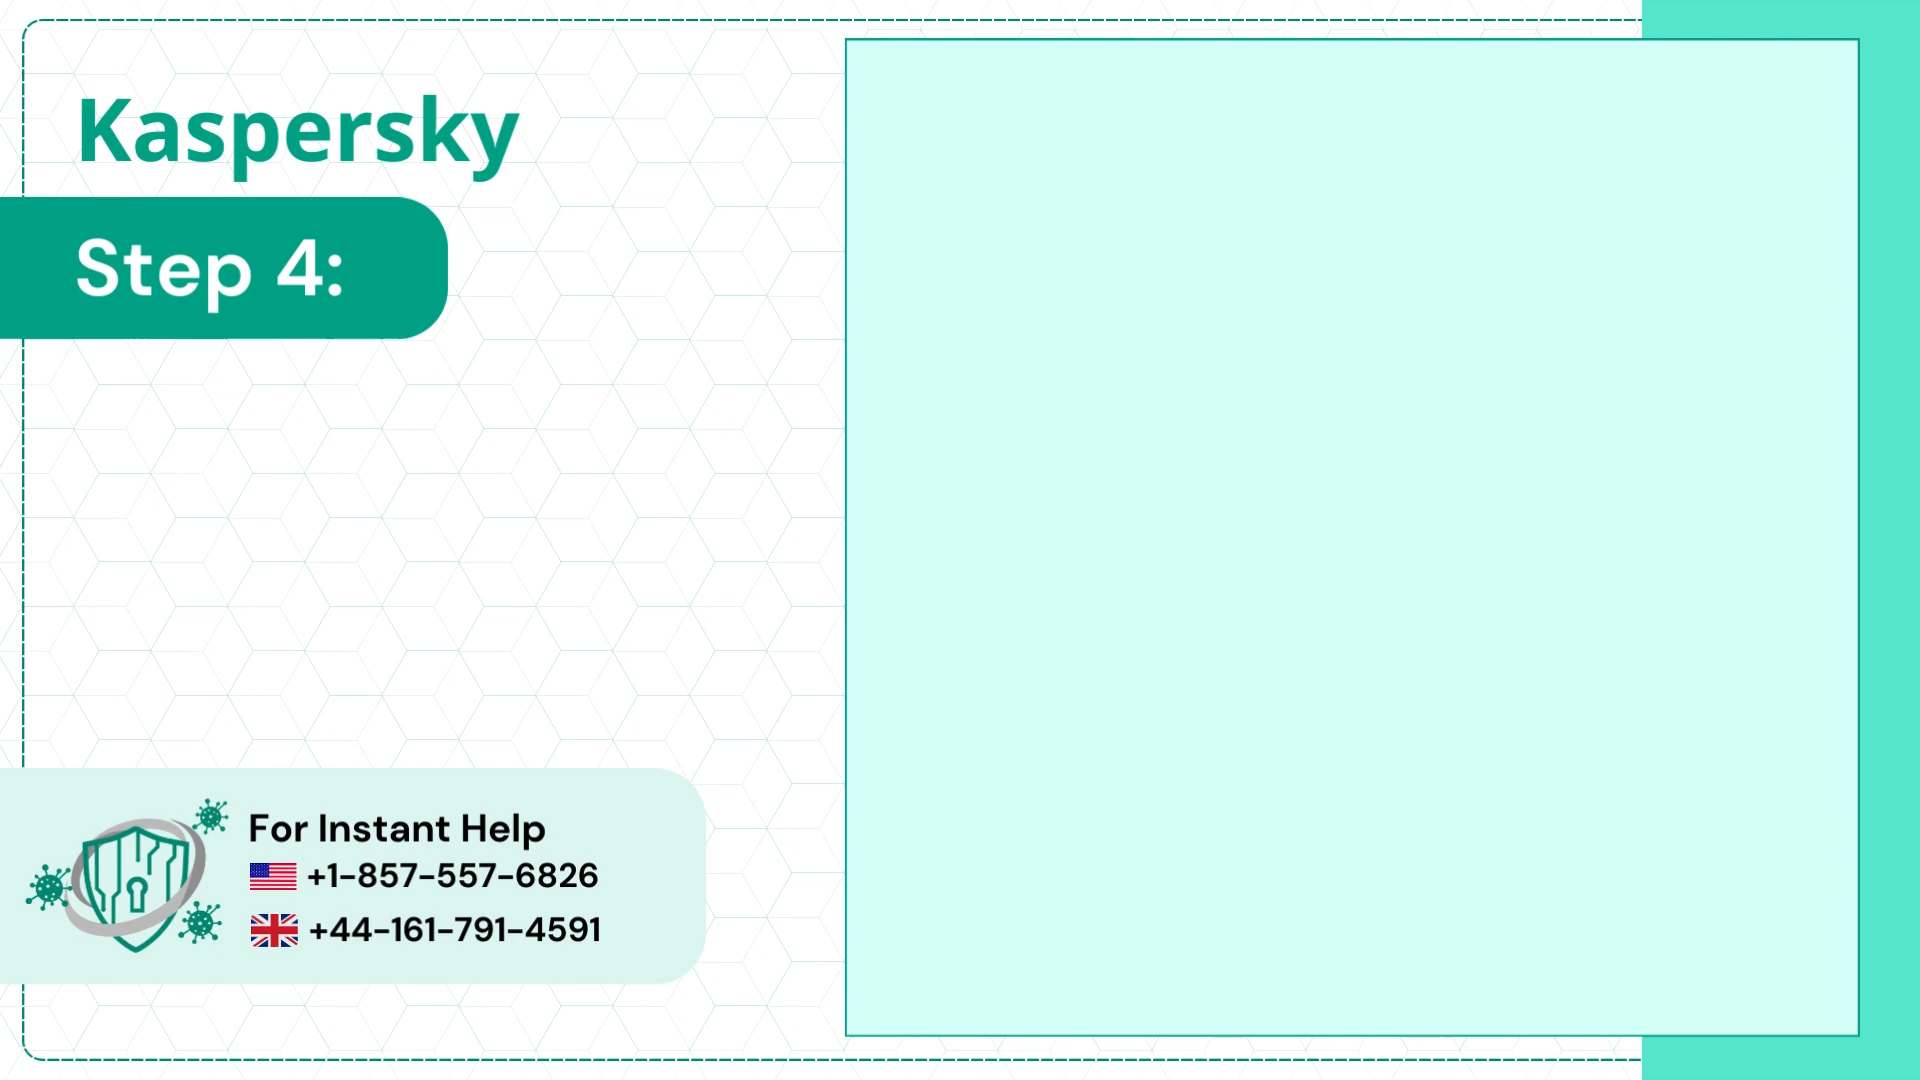 Kaspersky
Step 4:
For Instant Help
+1-857-557-6826
+44-161-791-4591